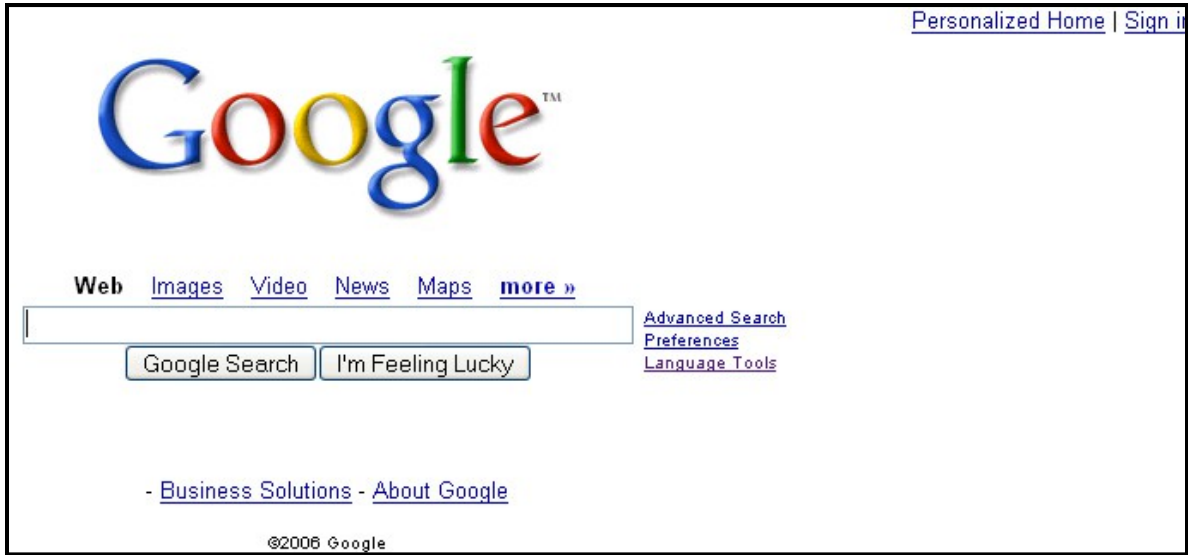 Personalized Home | Sign in
Google™
Web Images Video News Maps more »
Advanced Search
Preferences
Google Search I'm Feeling Lucky Language Tools
- Business Solutions - About Google
©2006 Google